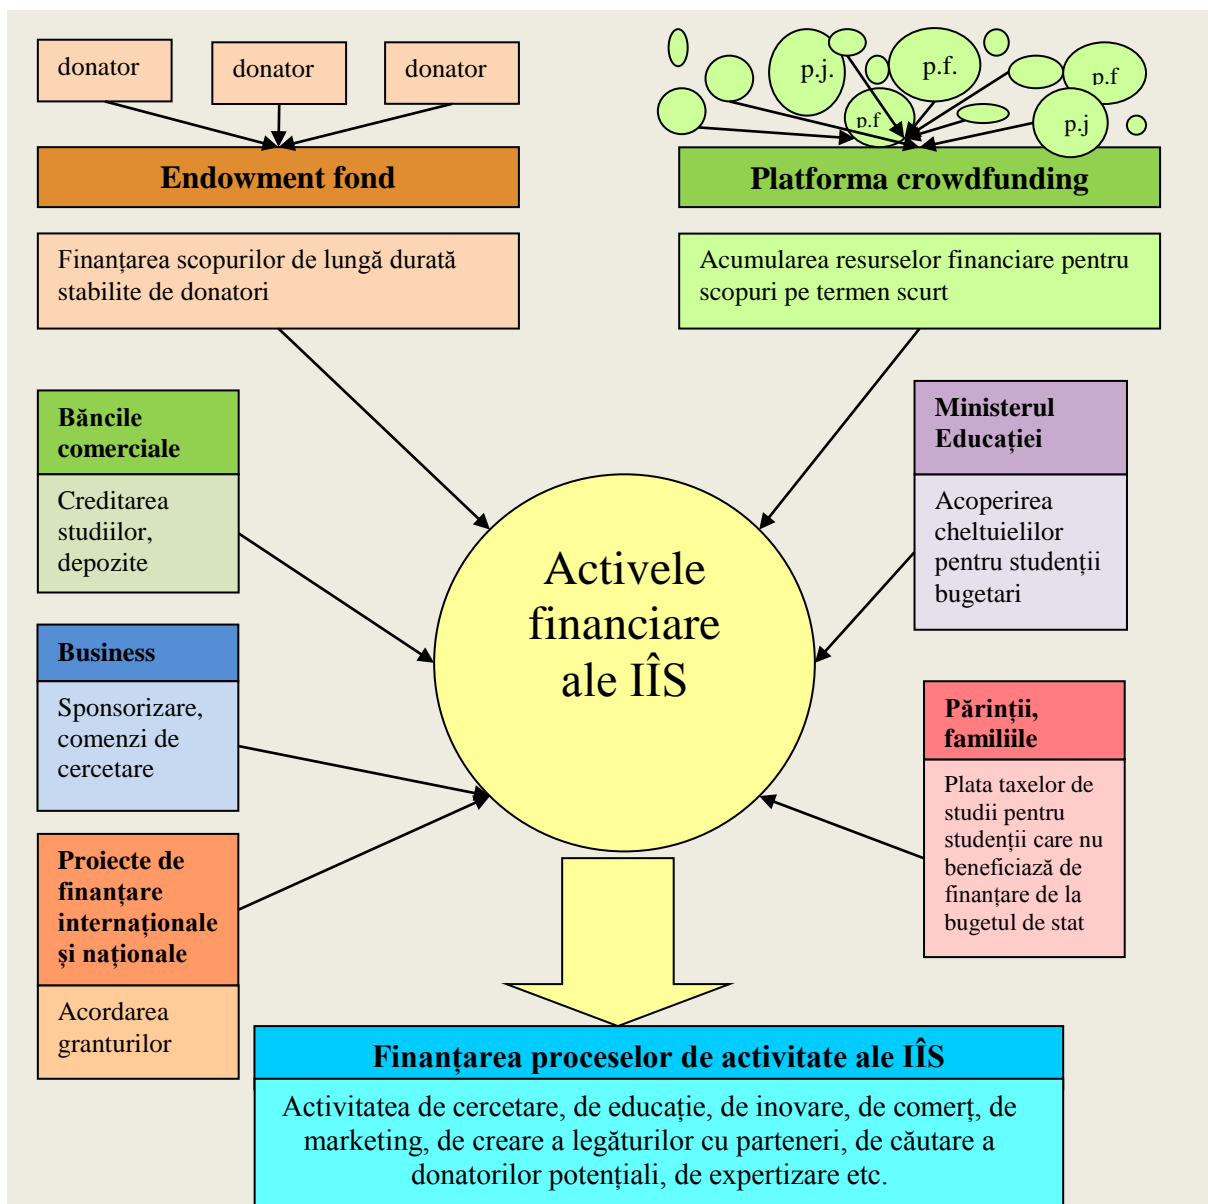 donator
donator
donator
p.j.
p.f.
p.f
p.f
p.j
Endowment fond
Platforma crowdfunding
Finanțarea scopurilor de lungă durată
stabilite de donatori
Acumularea resurselor financiare pentru
scopuri pe termen scurt
Băncile
comerciale
Creditarea
studiilor,
depozite
Ministerul
Educației
Acoperirea
cheltuielilor
pentru studenții
bugetari
Activele
financiare
ale IÎS
Business
Sponsorizare,
comenzi de
cercetare
Părinții,
familiile
Plata taxelor de
studii pentru
studenții care nu
beneficiază de
finanțare de la
bugetul de stat
Proiecte de
finanțare
internaționale
și naționale
Acordarea
granturilor
Finanțarea proceselor de activitate ale IÎS
Activitatea de cercetare, de educație, de inovare, de comerț, de
marketing, de creare a legăturilor cu parteneri, de căutare a
donatorilor potențiali, de expertizare etc.